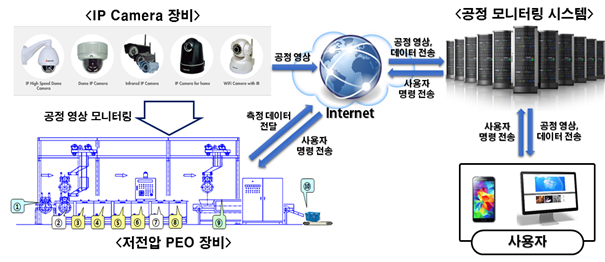 <IP Camera 장비>
IP High Speed Dome Camera
Dome IP Camera
Infrared IP Camera
IP Camera for home
WiFi Camera with IR
공정 영상
Internet
공정 영상,
데이터 전송
사용자
명령 전송
<공정 모니터링 시스템>
공정 영상 모니터링
측정 데이터
전달
사용자
명령 전송
사용자
명령 전송
공정 영상,
데이터 전송
① ② ③ ④ ⑤ ⑥ ⑦ ⑧ ⑨ ⑩
<저전압 PEO 장비>
사용자